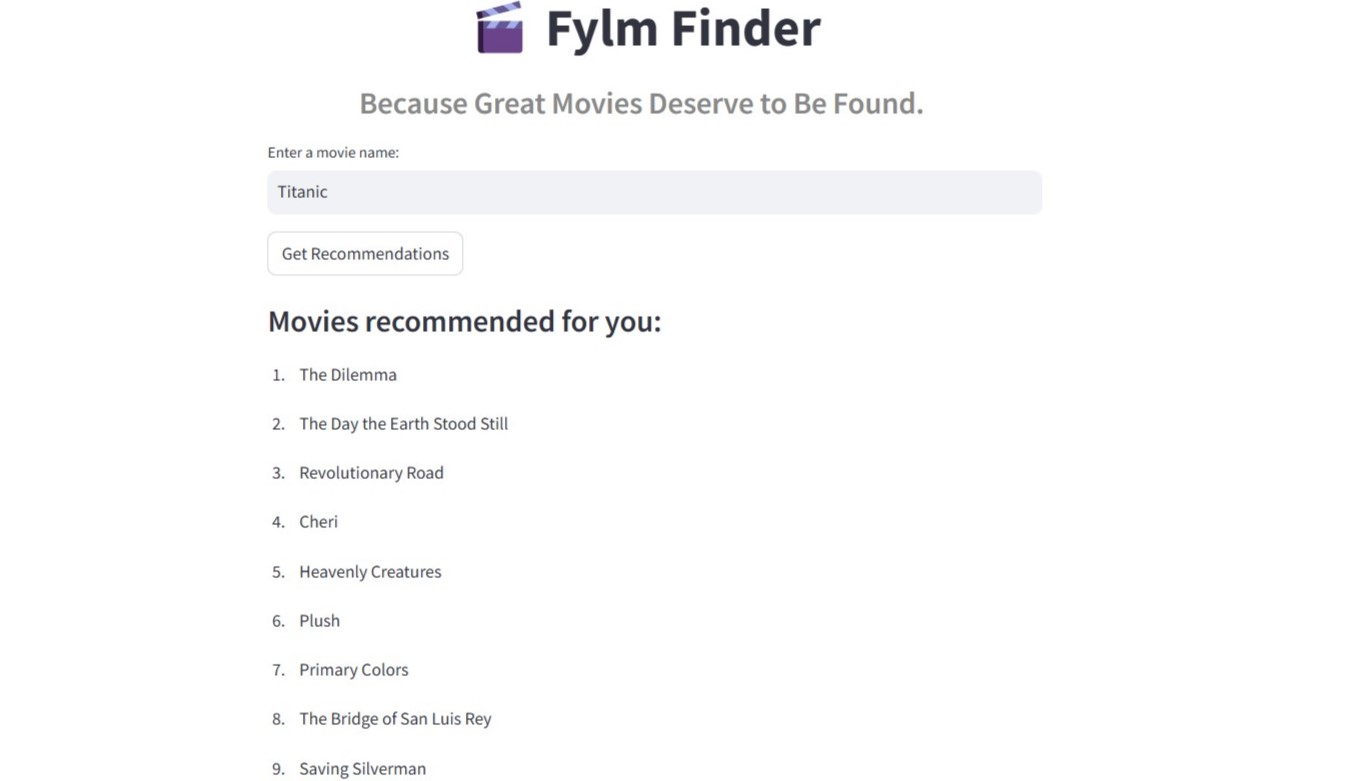 Fylm Finder
Because Great Movies Deserve to Be Found.
Enter a movie name:
Titanic
Get Recommendations
Movies recommended for you:
1. The Dilemma
2. The Day the Earth Stood Still
3. Revolutionary Road
4. Cheri
5. Heavenly Creatures
6. Plush
7. Primary Colors
8. The Bridge of San Luis Rey
9. Saving Silverman